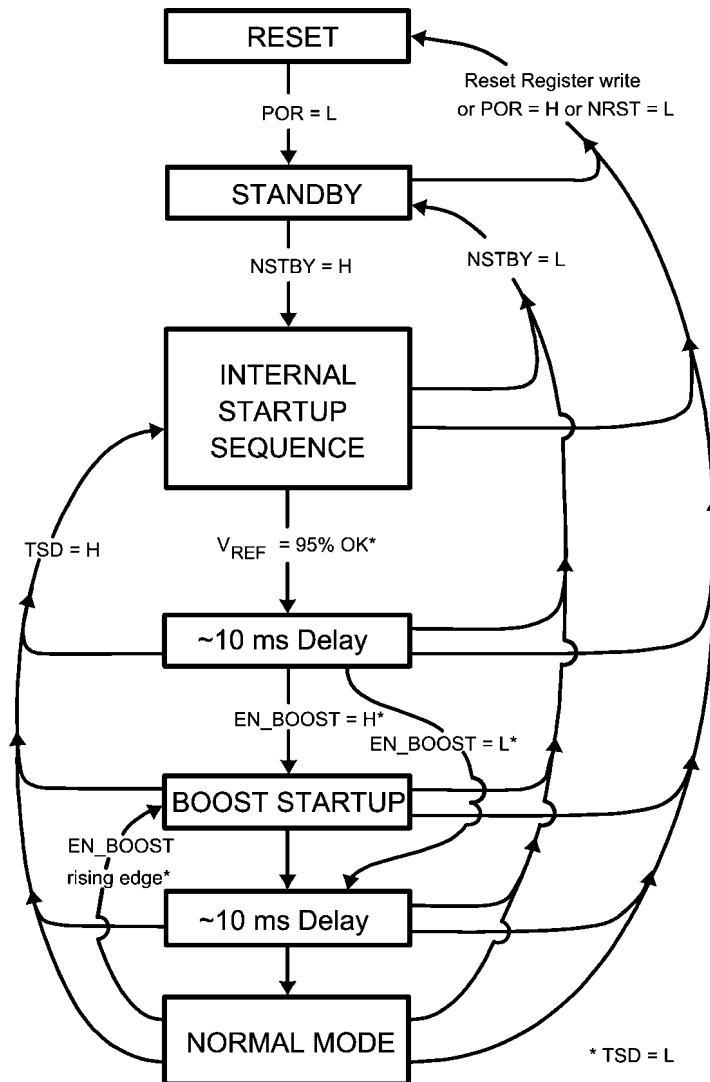 RESET
Reset Register write
or POR = H or NRST = L
POR = L
STANDBY
NSTBY = H
NSTBY = L
INTERNAL
STARTUP
SEQUENCE
TSD = H
VREF = 95% OK*
~10 ms Delay
EN_BOOST = H*
EN_BOOST = L*
BOOST STARTUP
EN_BOOST
rising edge*
~10 ms Delay
NORMAL MODE
* TSD = L